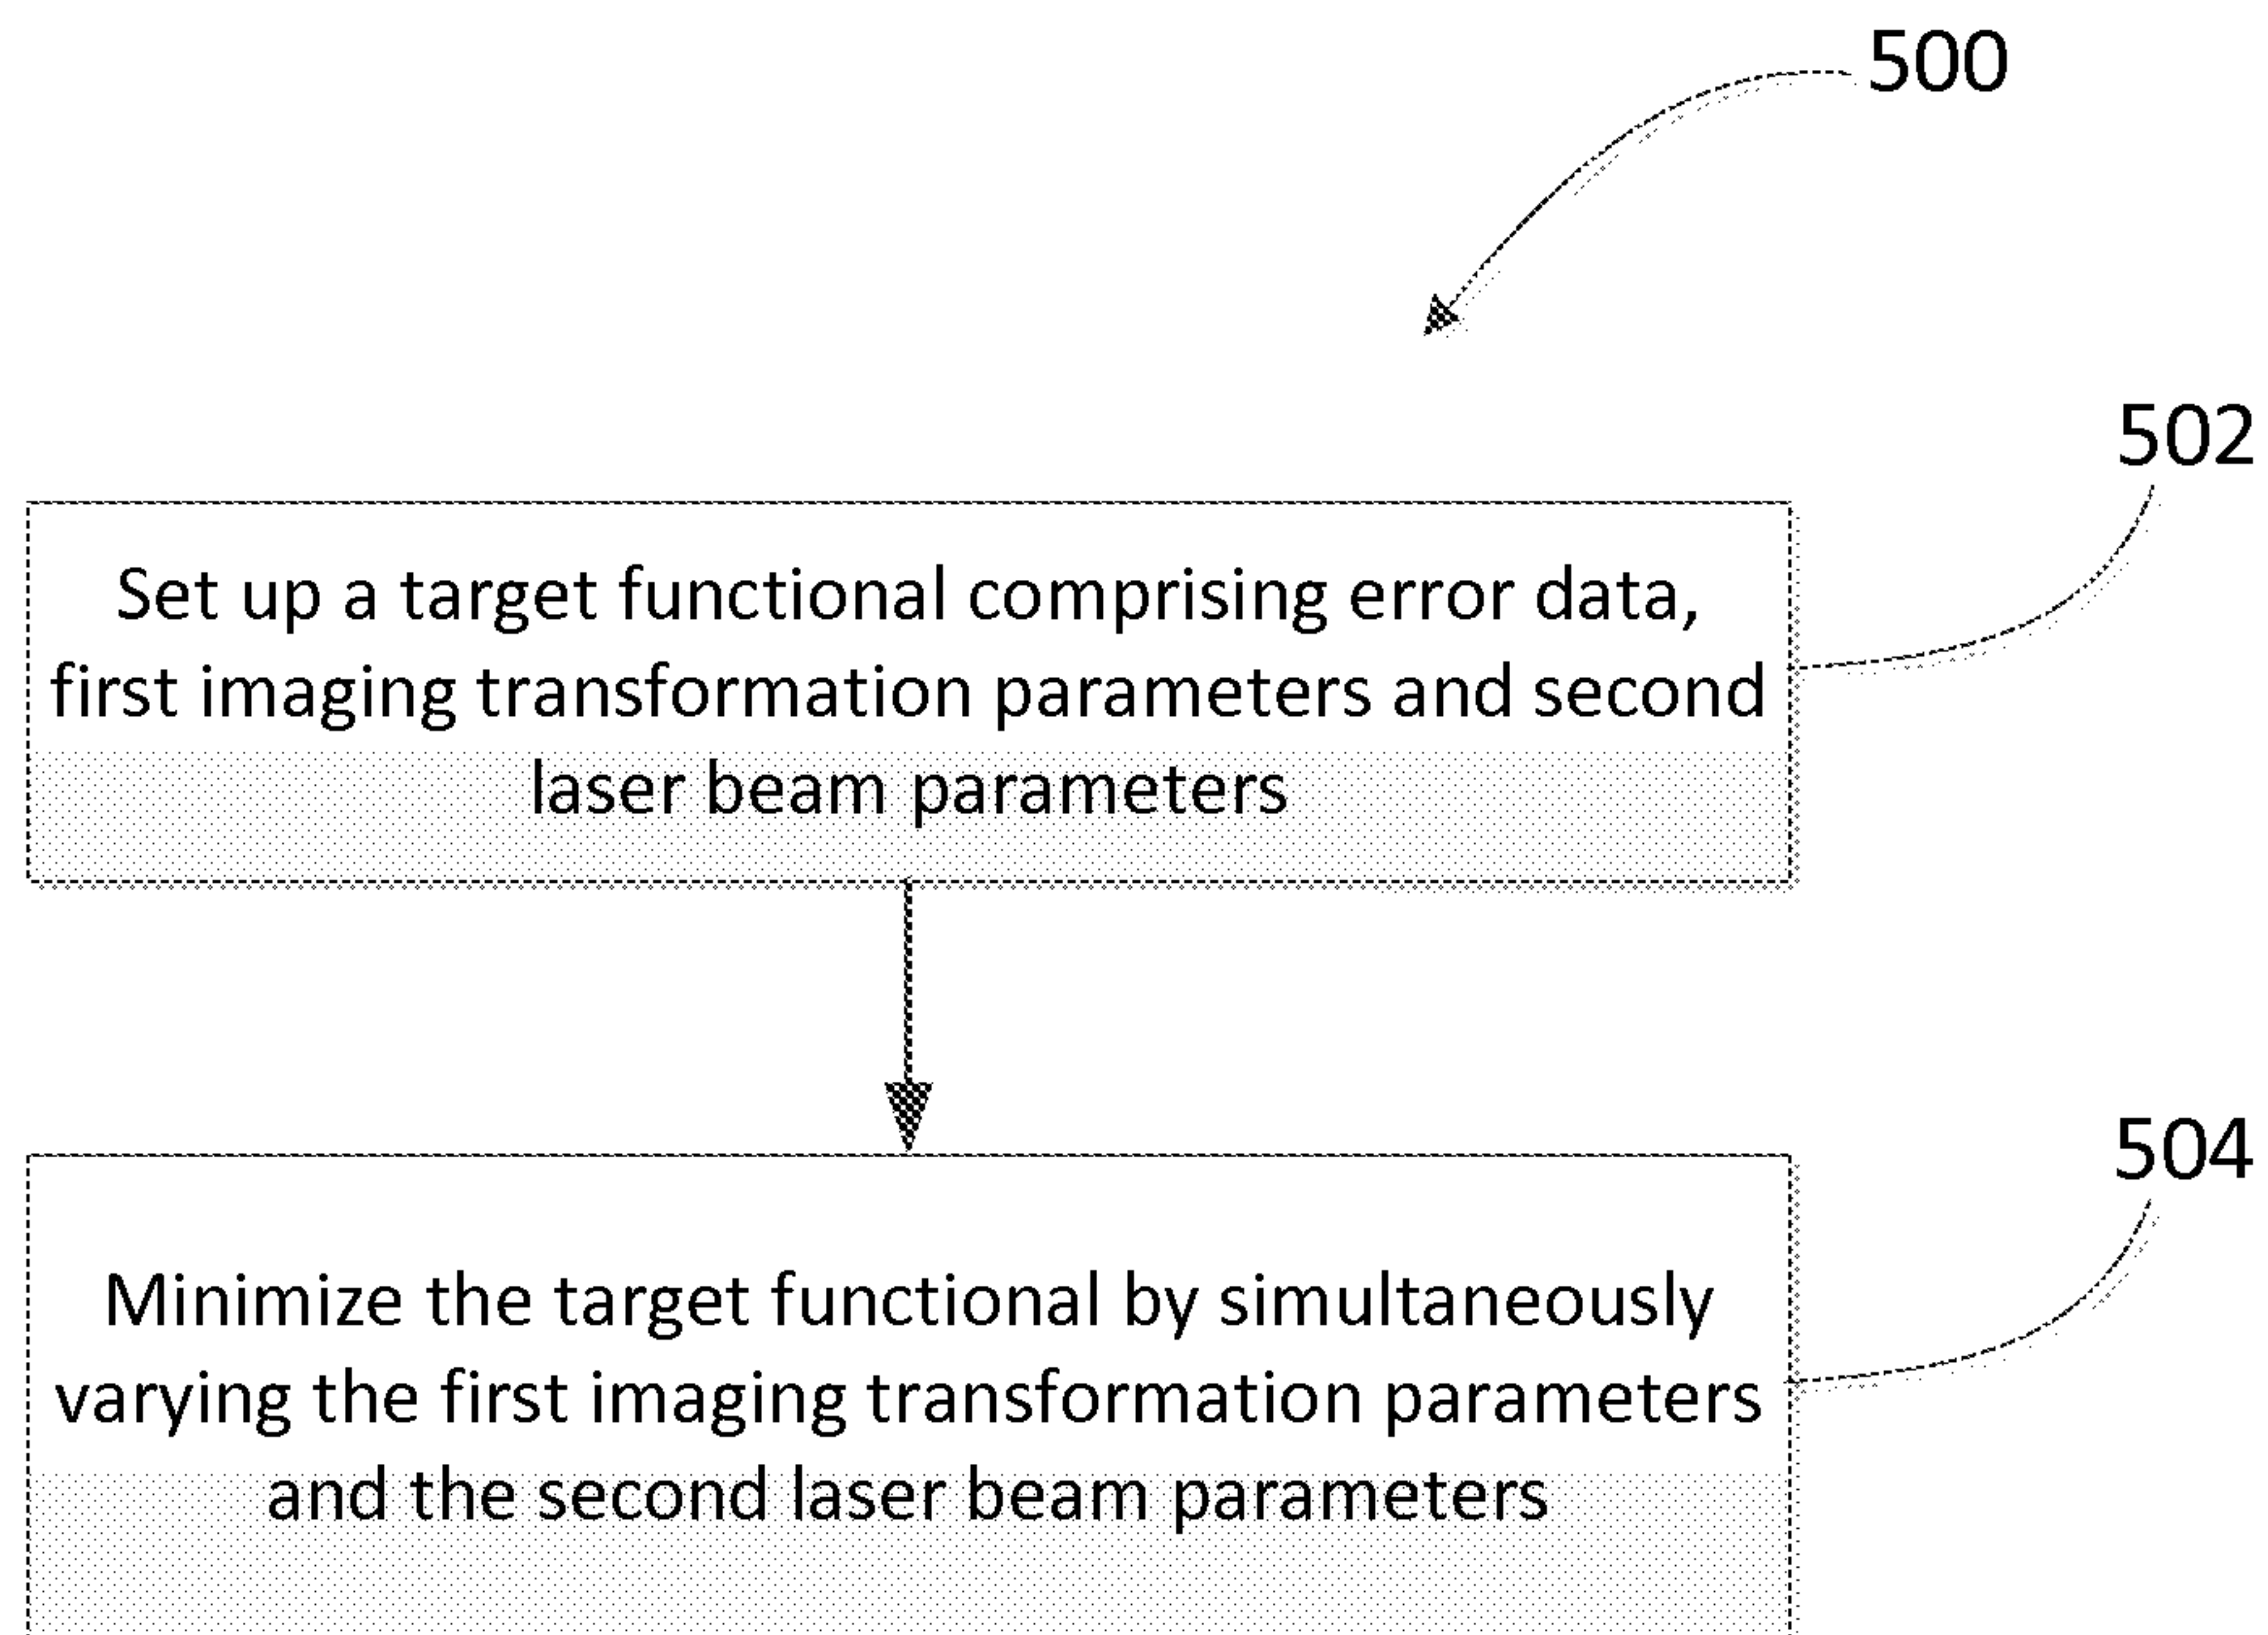 500
502
Set up a target functional comprising error data,
first imaging transformation parameters and second
laser beam parameters
504
Minimize the target functional by simultaneously
varying the first imaging transformation parameters
and the second laser beam parameters